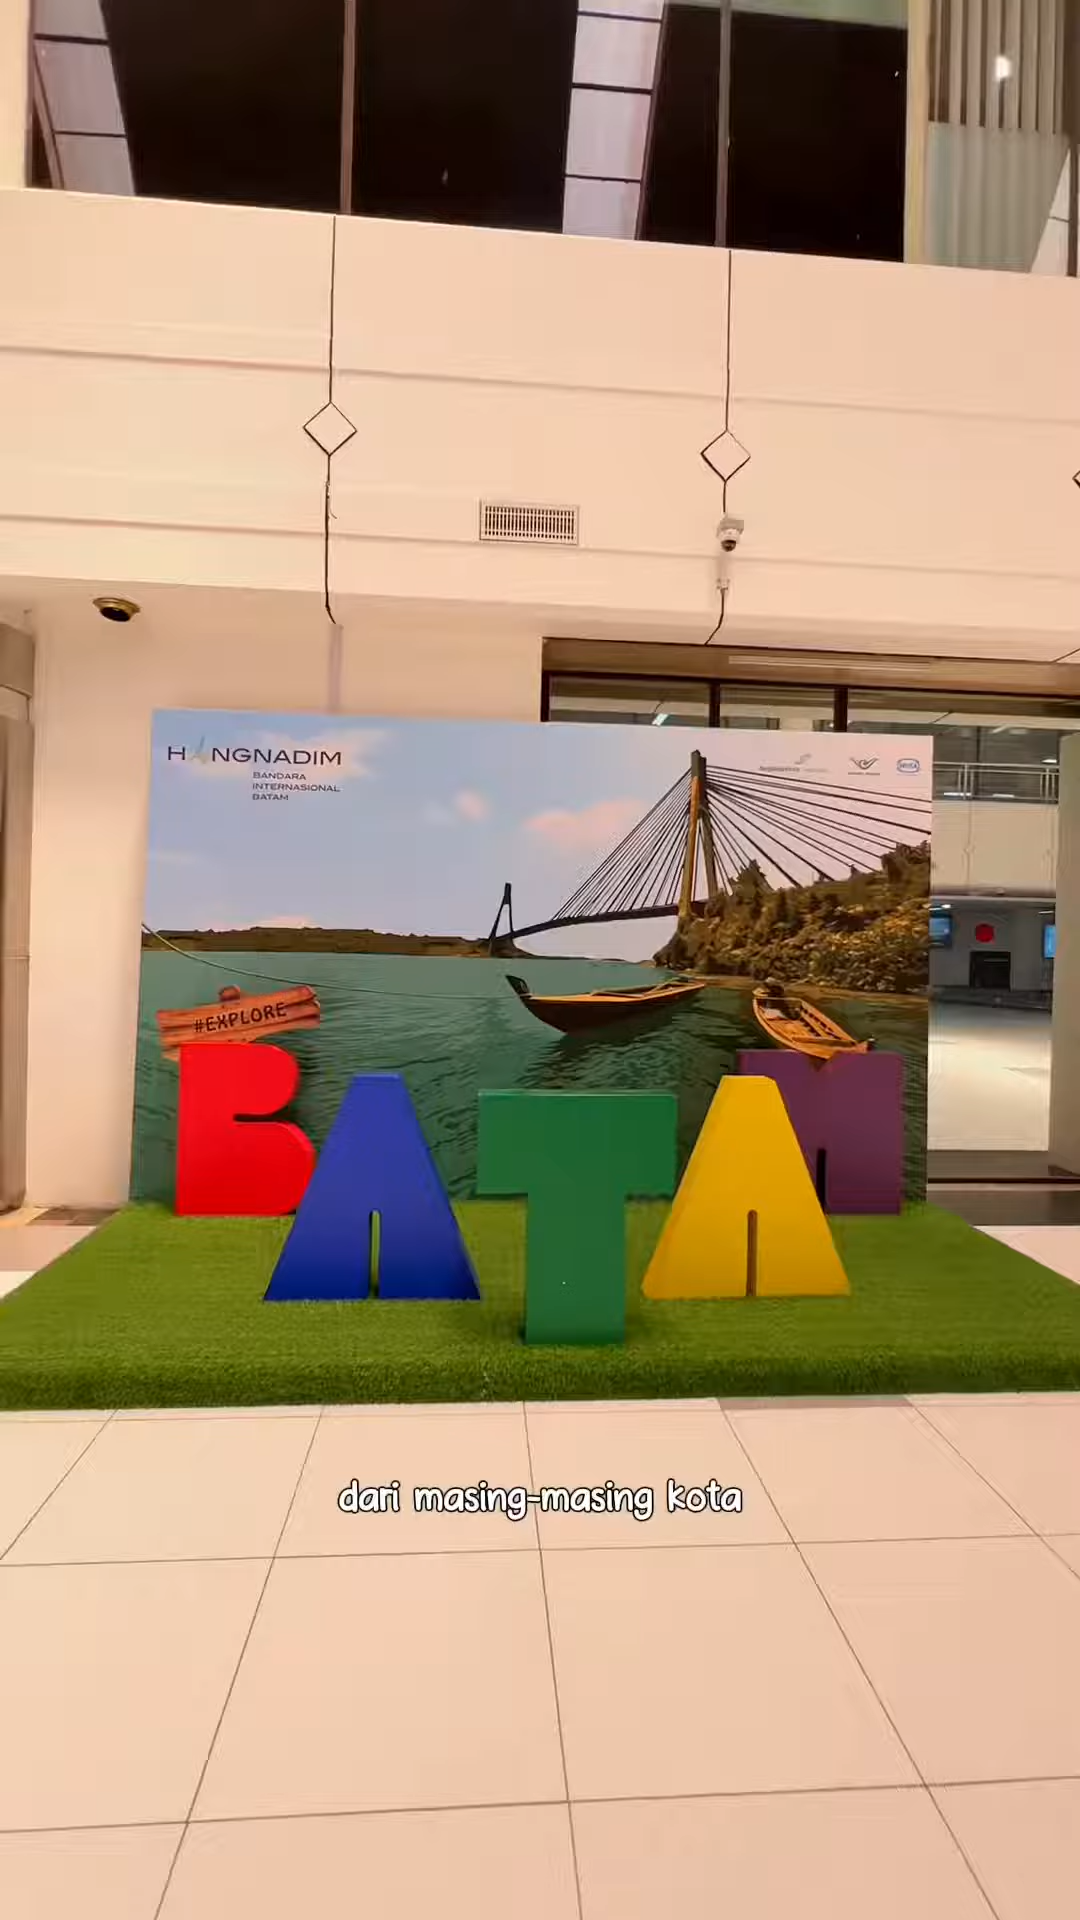 HANGNADIM
BANDARA
INTERNASIONAL
BATAM
#EXPLORE
BATAM
dari masing-masing kota